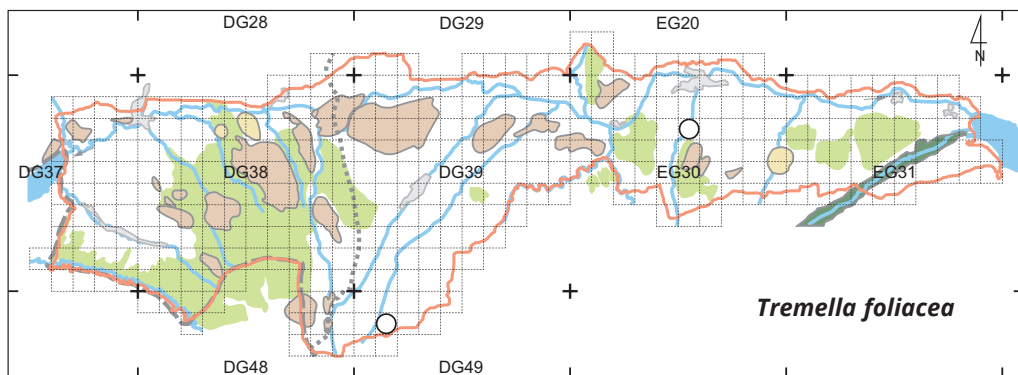 DG28 DG29 EG20
N
DG37 DG38 DG39 EG30 EG31
Tremella foliacea
DG48 DG49